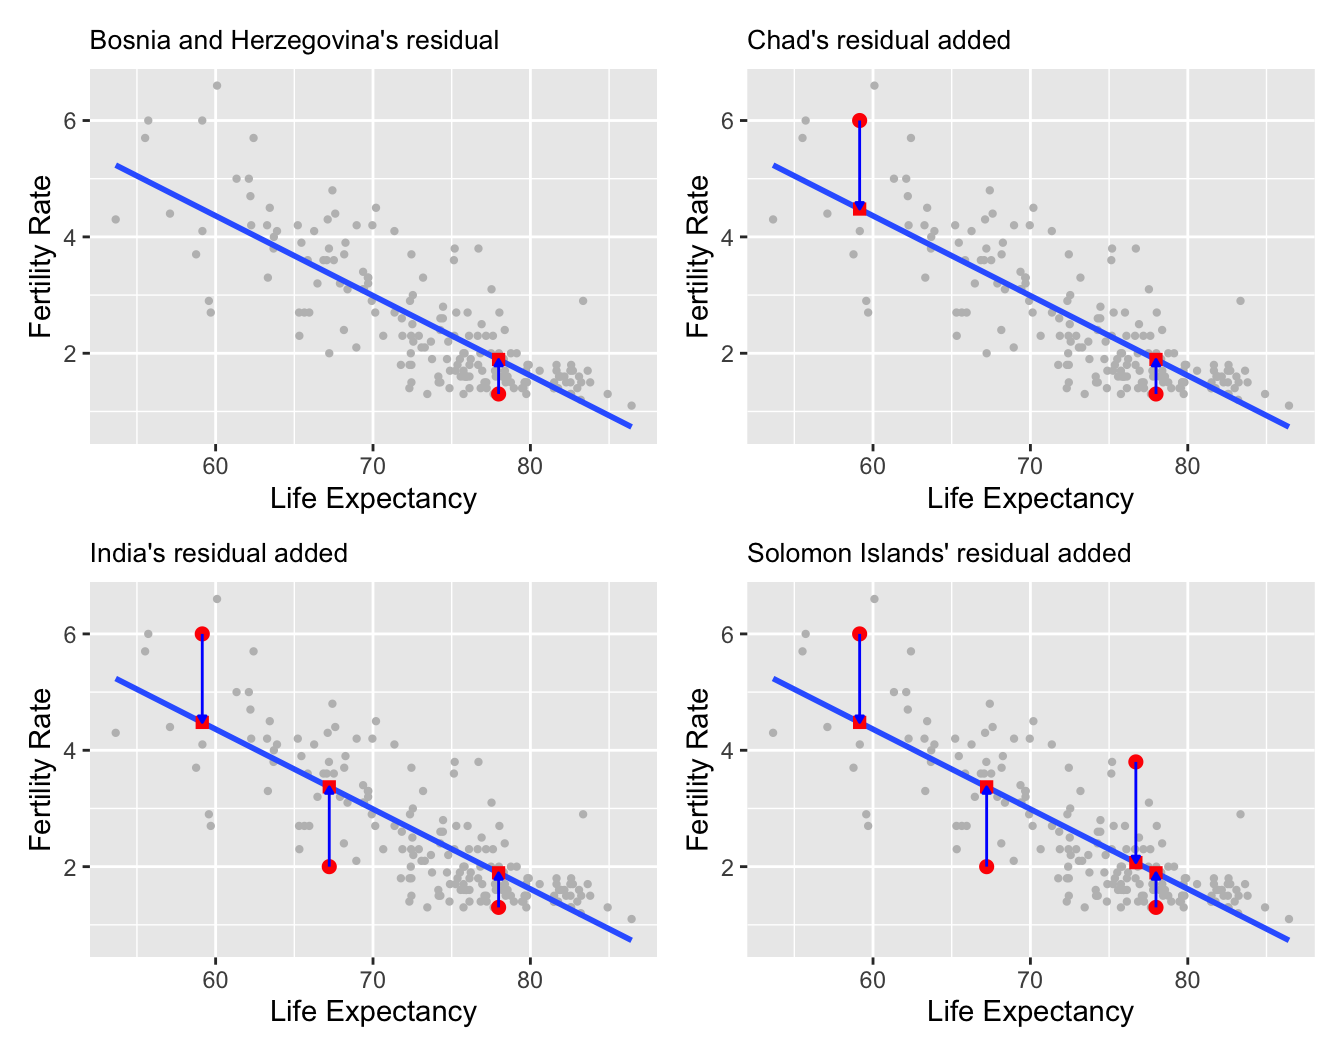 Bosnia and Herzegovina's residual
Fertility Rate
6
4
2
60 70 80
Life Expectancy
Chad's residual added
Fertility Rate
6
4
2
60 70 80
Life Expectancy
India's residual added
Fertility Rate
6
4
2
60 70 80
Life Expectancy
Solomon Islands' residual added
Fertility Rate
6
4
2
60 70 80
Life Expectancy